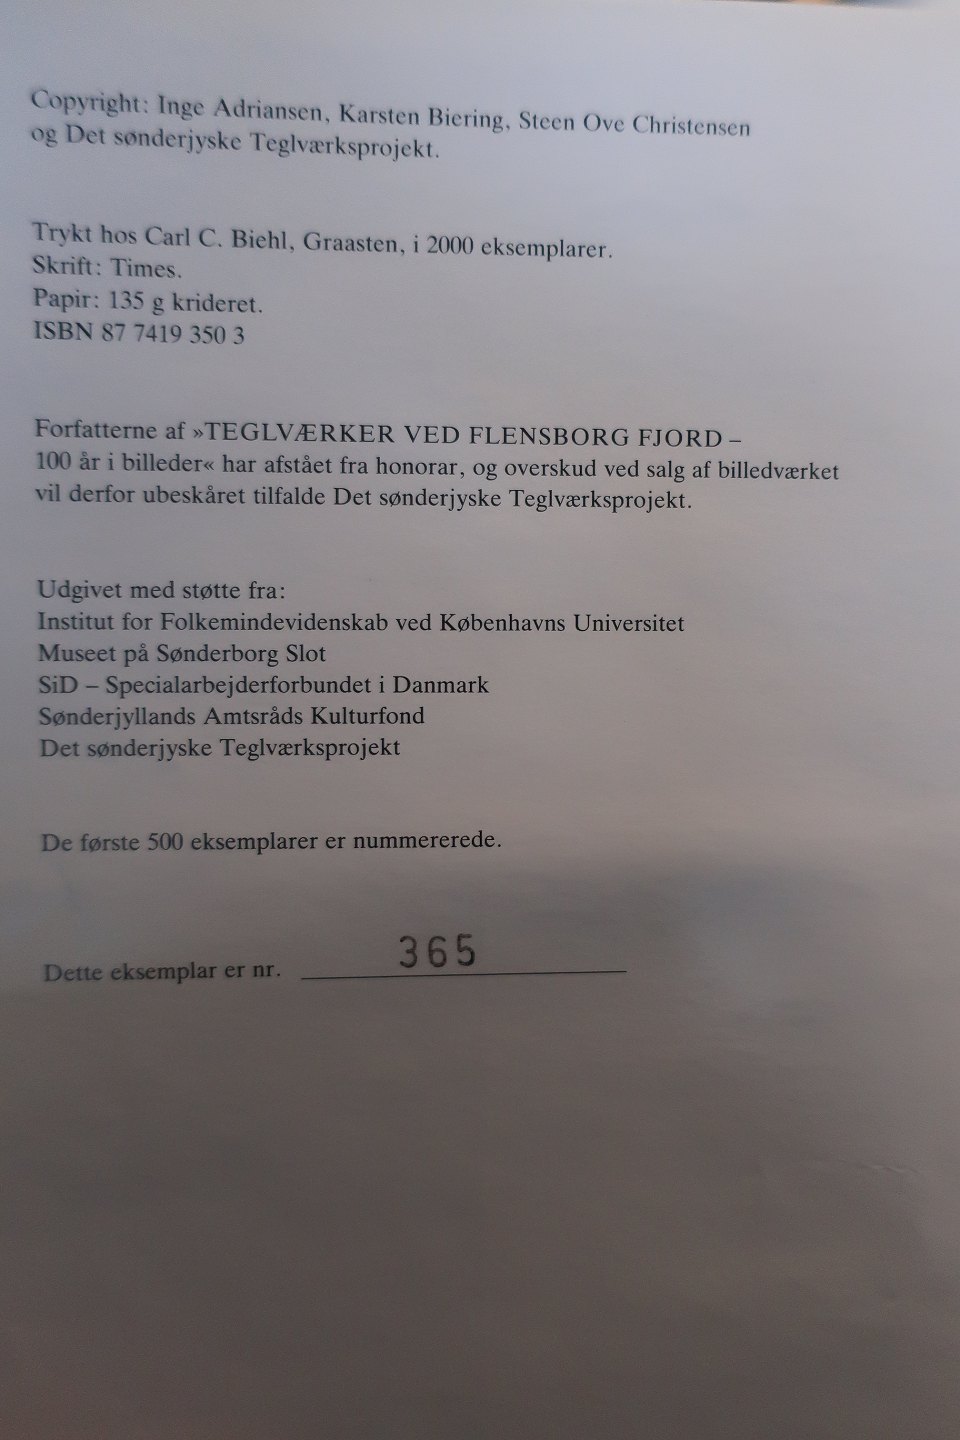 Copyright: Inge Adriansen, Karsten Biering, Steen Ove Christensen
og Det sønderjyske Teglværksprojekt.
Trykt hos Carl C. Biehl, Graasten, i 2000 eksemplarer.
Skrift: Times.
Papir: 135 g krideret.
ISBN 87 7419 350 3
Forfatterne af »TEGLVÆRKER VED FLENSBORG FJORD –
100 år i billeder« har afstået fra honorar, og overskud ved salg af billedværket
vil derfor ubeskåret tilfalde Det sønderjyske Teglværksprojekt.
Udgivet med støtte fra:
Institut for Folkemindevidenskab ved Københavns Universitet
Museet på Sønderborg Slot
SiD – Specialarbejderforbundet i Danmark
Sønderjyllands Amtsråds Kulturfond
Det sønderjyske Teglværksprojekt
De første 500 eksemplarer er nummererede.
Dette eksemplar er nr. 365